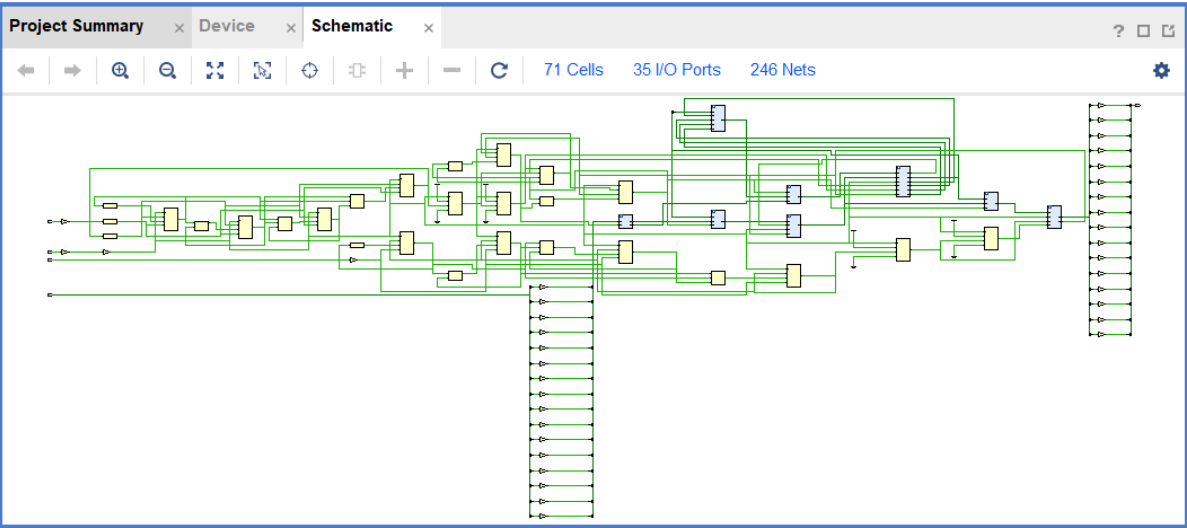 Project Summary × Device × Schematic × ?
71 Cells 35 I/O Ports 246 Nets